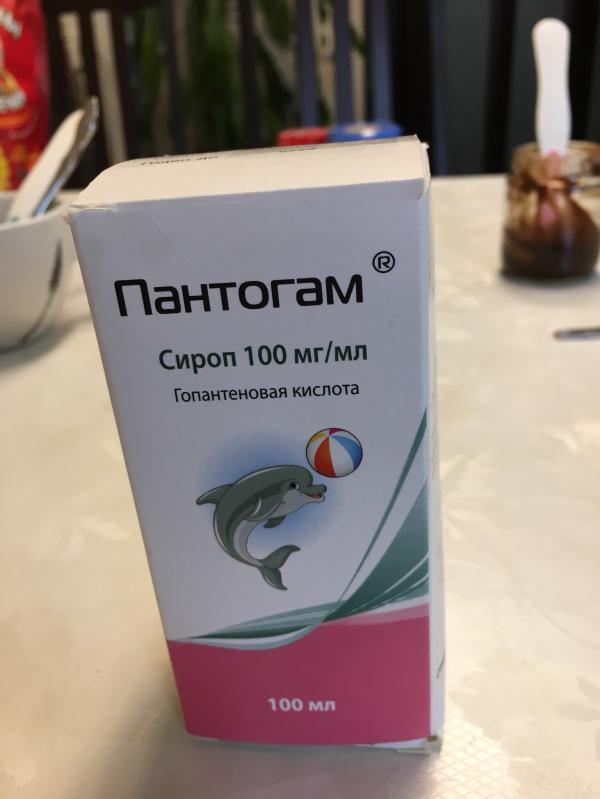 Пантогам®
Сироп 100 мг/мл
Гопантеновая кислота
100 мл